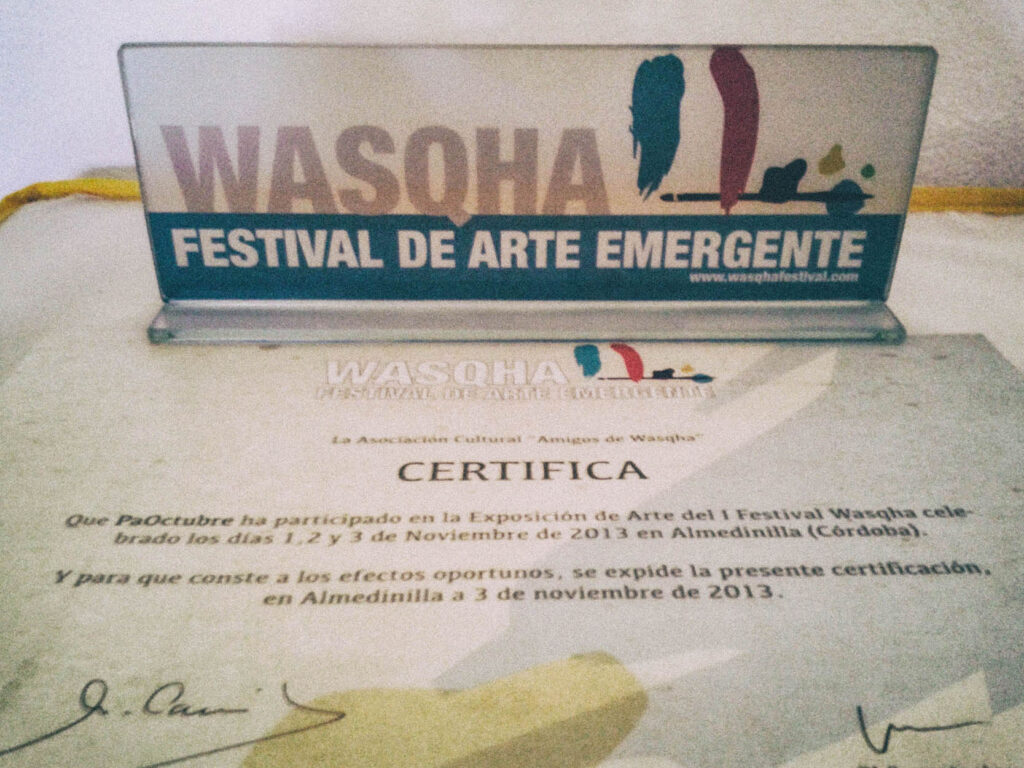 WASQHA
FESTIVAL DE ARTE EMERGENTE
www.wasqhafestival.com
WASQHA
FESTIVAL DE ARTE EMERGENTE
La Asociación Cultural "Amigos de Wasqha"
CERTIFICA
Que PaOctubre ha participado en la Exposición de Arte del I Festival Wasqha cele-
brado los días 1,2 y 3 de Noviembre de 2013 en Almedinilla (Córdoba).
Y para que conste a los efectos oportunos, se expide la presente certificación,
en Almedinilla a 3 de noviembre de 2013.